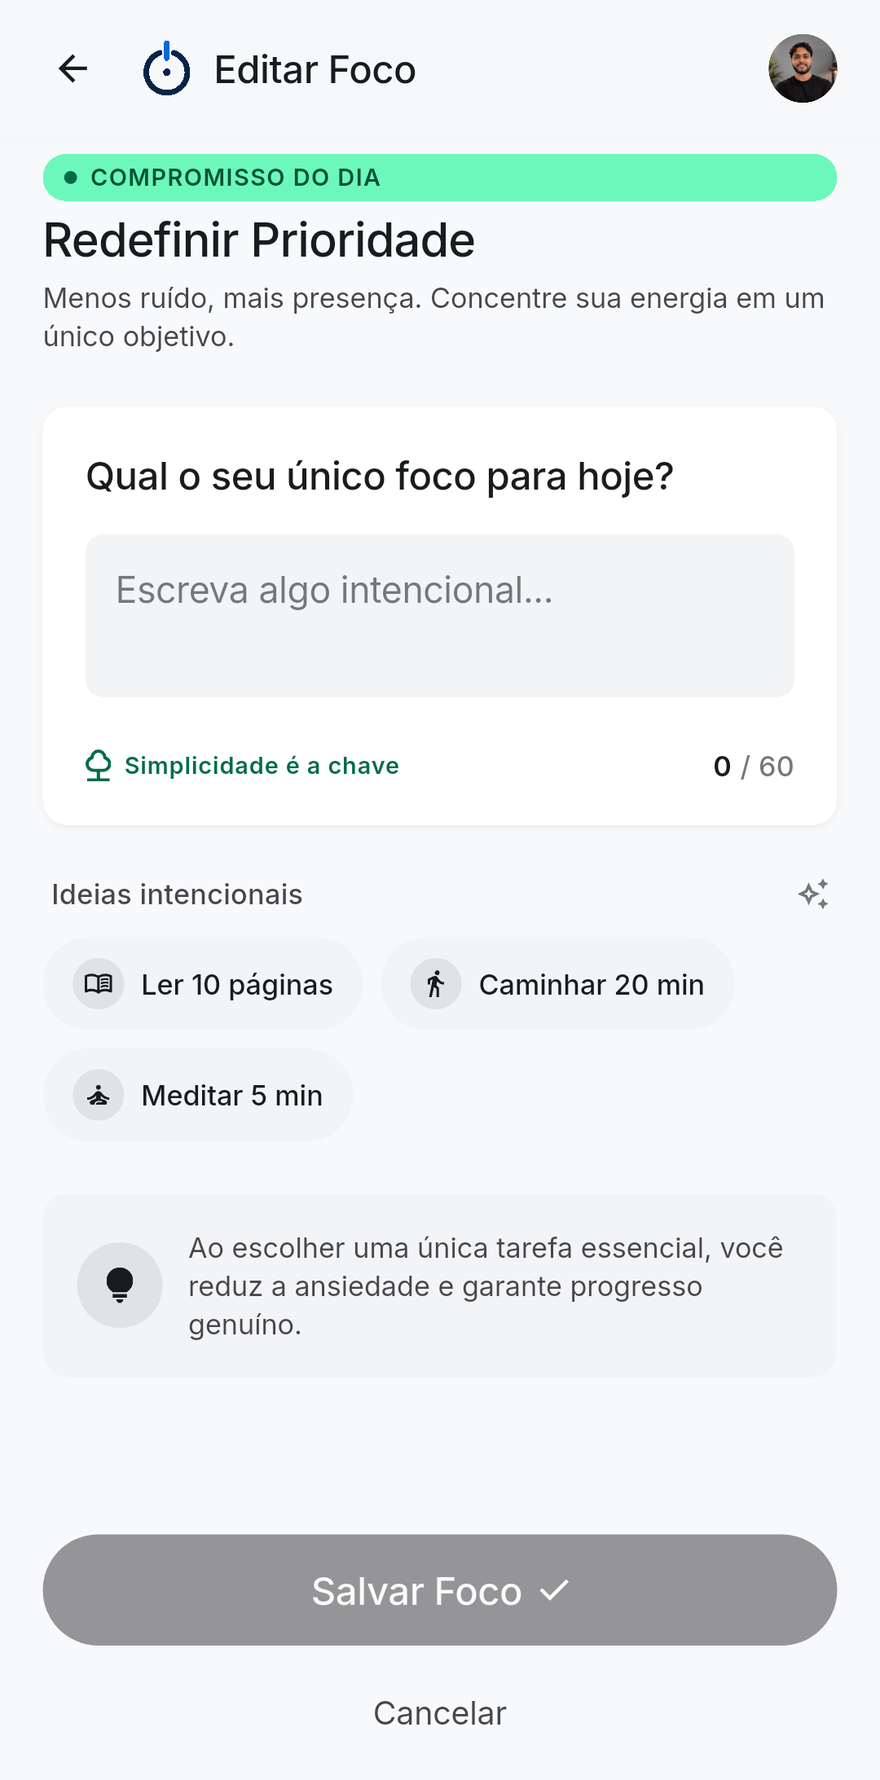 Editar Foco
COMPROMISSO DO DIA
Redefinir Prioridade
Menos ruído, mais presença. Concentre sua energia em um
único objetivo.
Qual o seu único foco para hoje?
Escreva algo intencional...
Simplicidade é a chave
0 / 60
Ideias intencionais
Ler 10 páginas
Caminhar 20 min
Meditar 5 min
Ao escolher uma única tarefa essencial, você
reduz a ansiedade e garante progresso
genuíno.
Salvar Foco
Cancelar